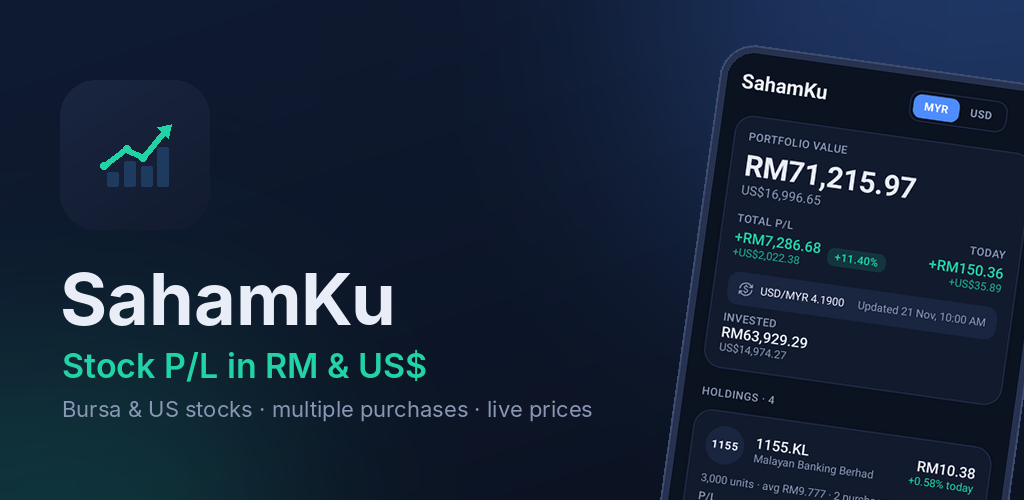 SahamKu
Stock P/L in RM & US$
Bursa & US stocks · multiple purchases · live prices
SahamKu
MYR USD
PORTFOLIO VALUE
RM71,215.97
US$16,996.65
TOTAL P/L
+RM7,286.68 +11.40%
+US$2,022.38
TODAY
+RM150.36
+US$35.89
USD/MYR 4.1900 Updated 21 Nov, 10:00 AM
INVESTED
RM63,929.29
US$14,974.27
HOLDINGS · 4
1155
1155.KL
Malayan Banking Berhad
RM10.38
+0.58% today
3,000 units · avg RM9.777 · 2
P/L